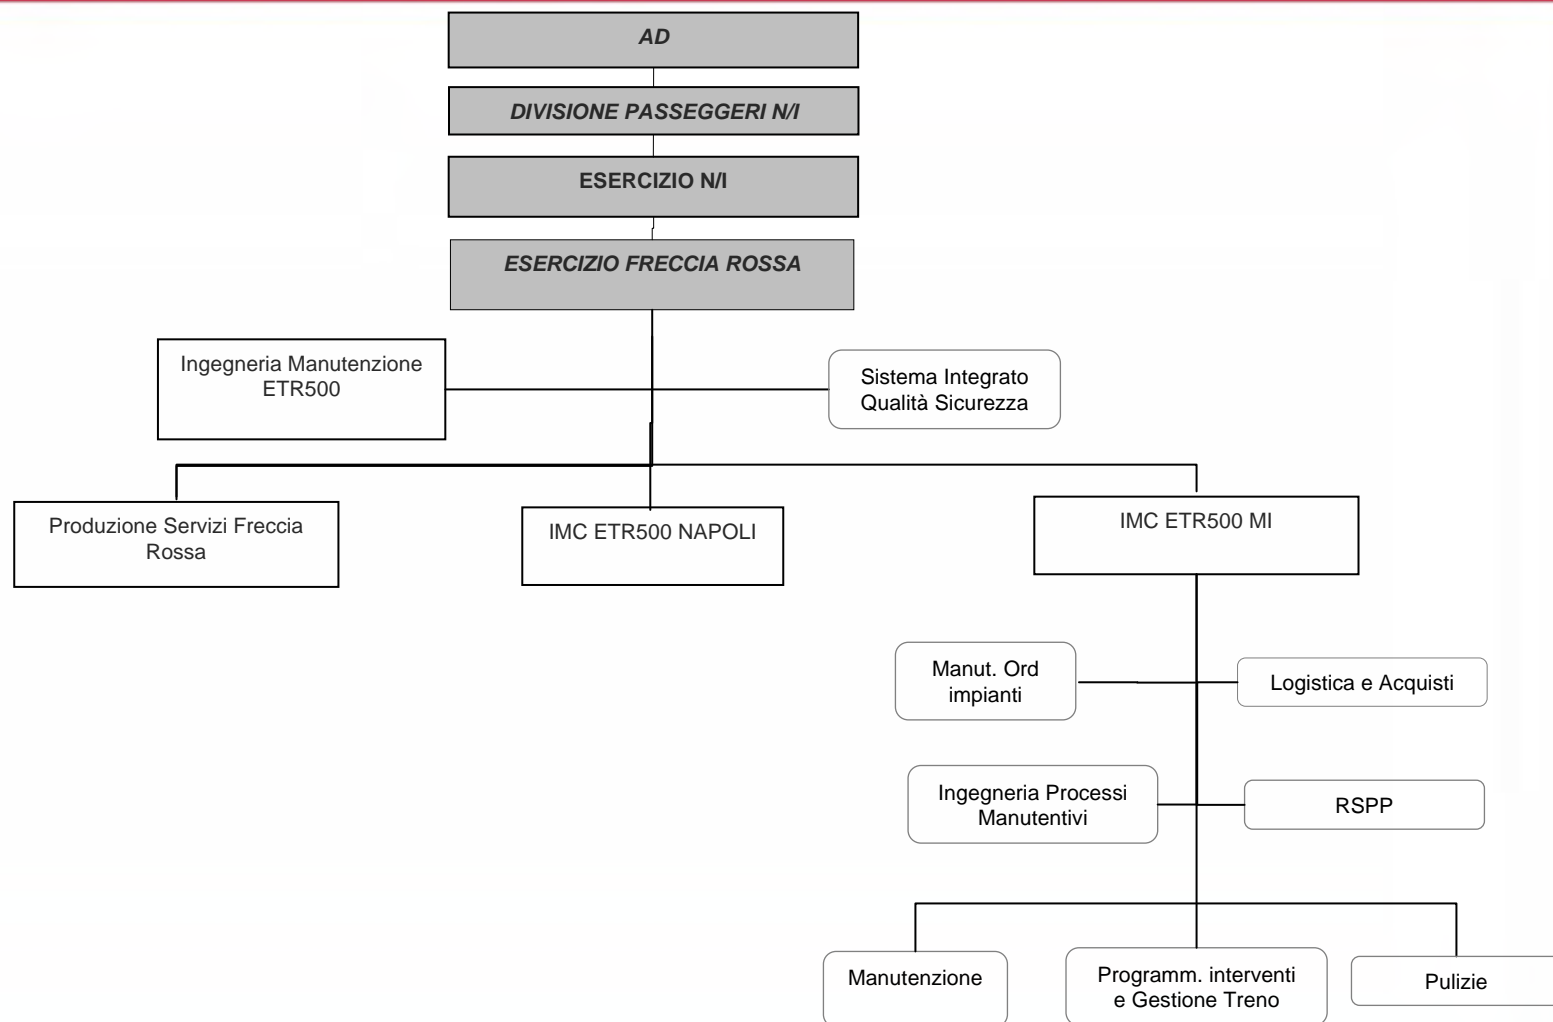 AD
DIVISIONE PASSEGGERI N/I
ESERCIZIO N/I
ESERCIZIO FRECCIA ROSSA
Ingegneria Manutenzione
ETR500
Sistema Integrato
Qualità Sicurezza
Produzione Servizi Freccia
Rossa
IMC ETR500 NAPOLI
IMC ETR500 MI
Manut. Ord
impianti
Logistica e Acquisti
Ingegneria Processi
Manutentivi
RSPP
Manutenzione
Programm. interventi
e Gestione Treno
Pulizie